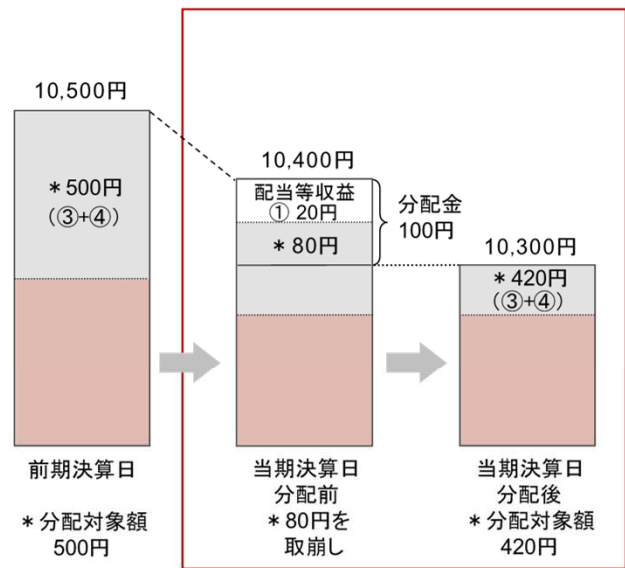 10,500円
＊500円
(③+④)
前期決算日
＊分配対象額
500円
10,400円
配当等収益
① 20円
＊80円
分配金
100円
当期決算日
分配前
＊80円を
取崩し
10,300円
＊420円
(③+④)
当期決算日
分配後
＊分配対象額
420円